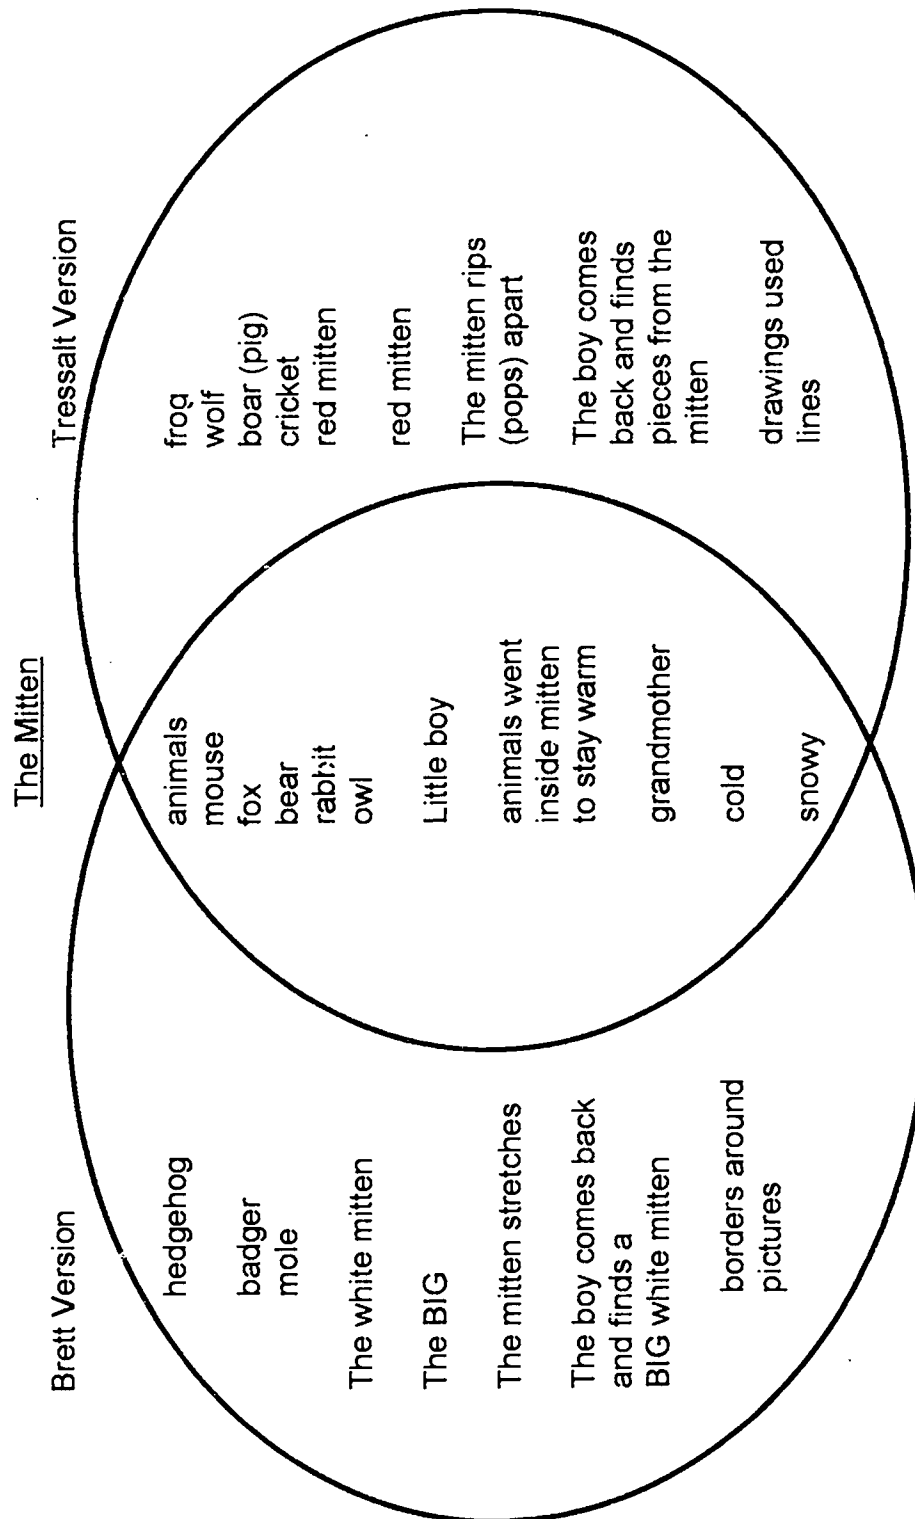 The Mitten
Brett Version
hedgehog
badger
mole
The white mitten
The BIG
The mitten stretches
The boy comes back
and finds a
BIG white mitten
borders around
pictures
animals
mouse
fox
bear
rabbit
owl
Little boy
animals went
inside mitten
to stay warm
grandmother
cold
snowy
Tressalt Version
frog
wolf
boar (pig)
cricket
red mitten
red mitten
The mitten rips
(pops) apart
The boy comes
back and finds
pieces from the
mitten
drawings used
lines